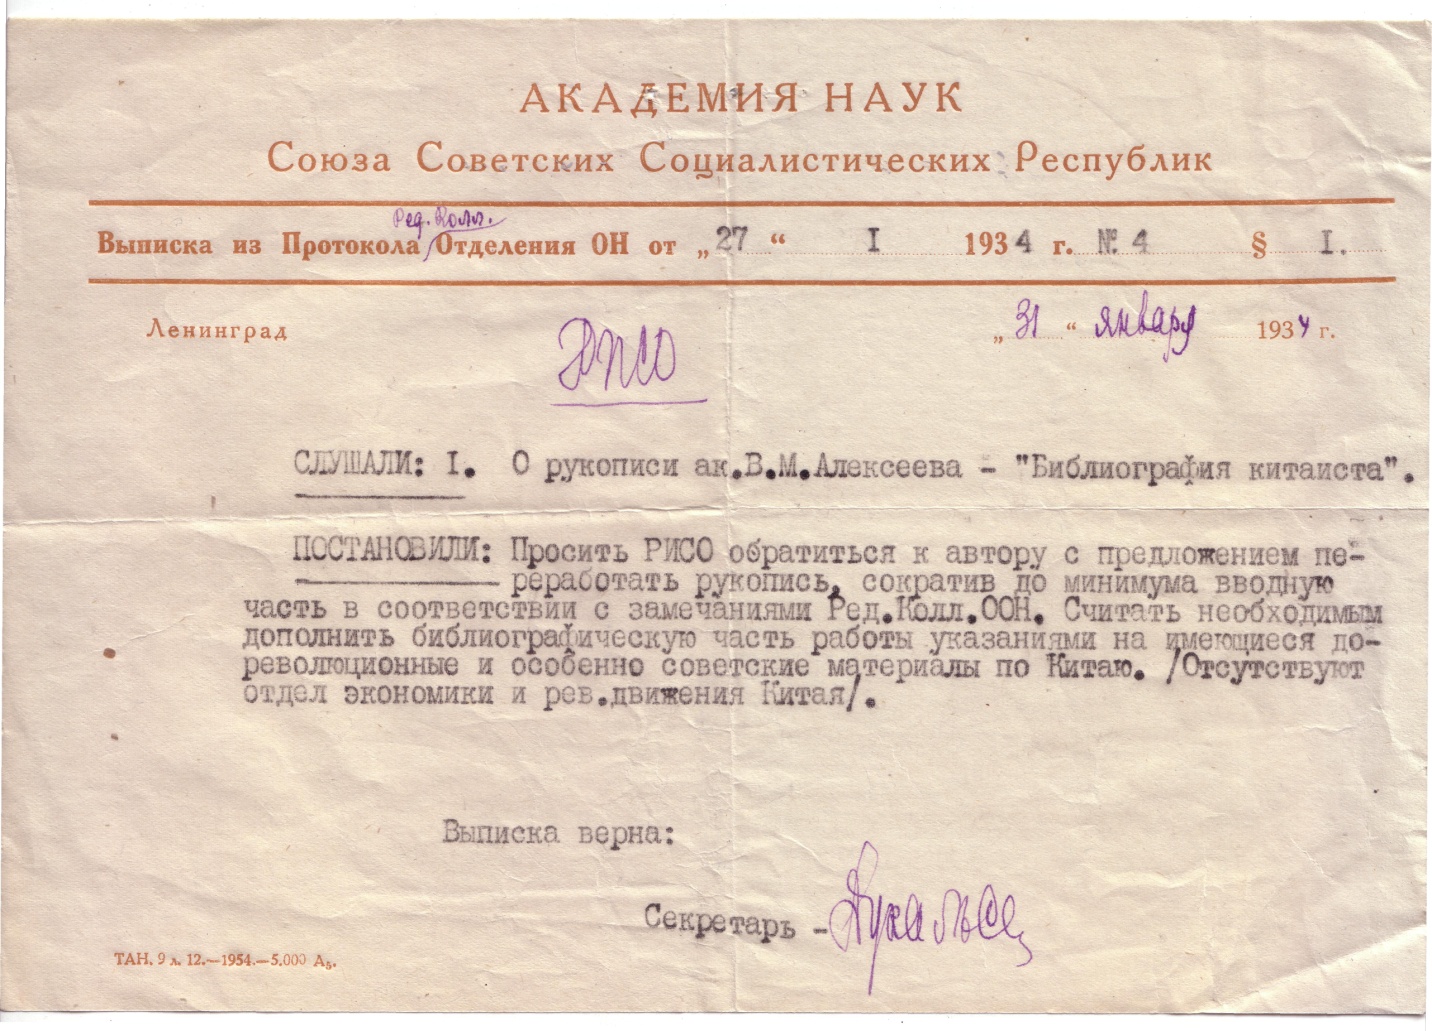 АКАДЕМИЯ НАУК
Союза Советских Социалистических Республик
Ред. Колл.
Выписка из Протокола Отделения ОН от „27“ I 1934 г. № 4 § I.
Ленинград „31“ января 1934 г.
СЛУШАЛИ: I. О рукописи ак.В.М.Алексеева - "Библиография китаиста".
ПОСТАНОВИЛИ: Просить РИСО обратиться к автору с предложением пе-
реработать рукопись, сократив до минимума вводную
часть в соответствии с замечаниями Ред.Колл.ООН. Считать необходимым
дополнить библиографическую часть работы указаниями на имеющиеся до-
революционные и особенно советские материалы по Китаю. /Отсутствуют
отдел экономики и рев.движения Китая/.
Выписка верна:
Секретарь -
ТАН. 9 л. 12.—1954.—5.000 А₅.